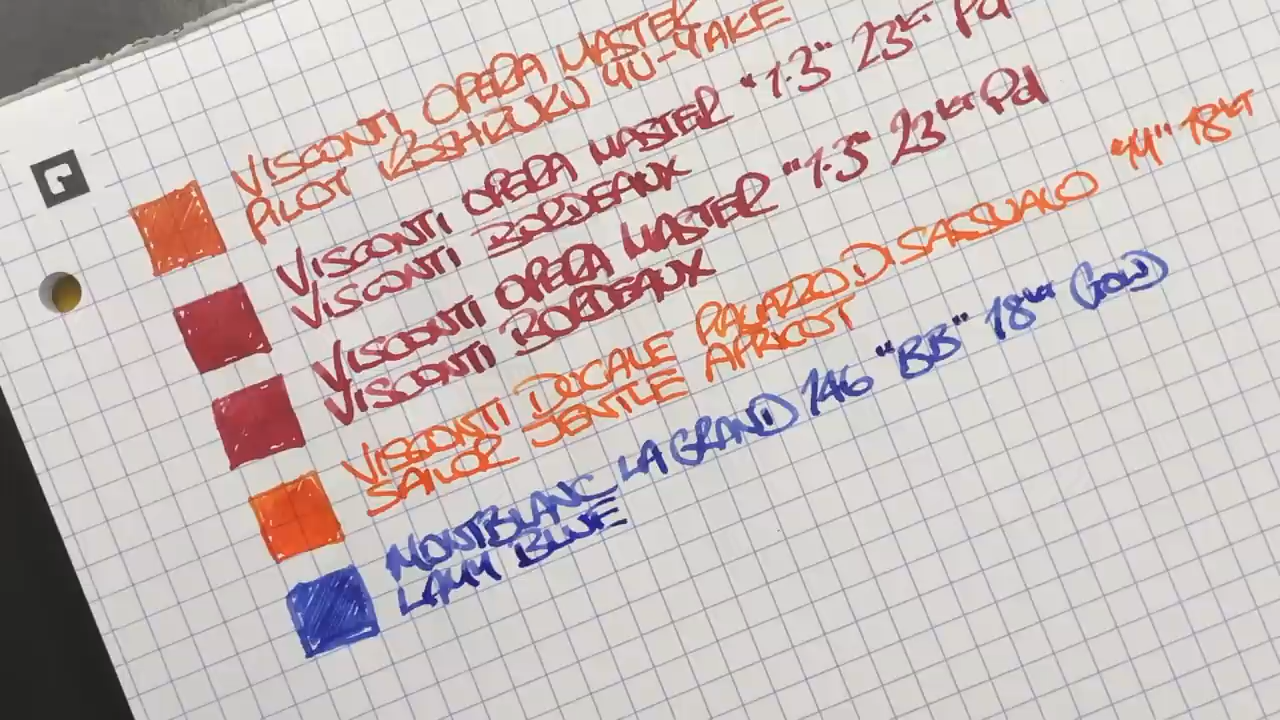 VISCONTI OPERA MASTER
PILOT IROSHIZUKU YU-YAKE
VISCONTI OPERA MASTER "1.3" 23kt Pd
VISCONTI BORDEAUX
VISCONTI OPERA MASTER "1.3" 23kt Pd
VISCONTI BORDEAUX
VISCONTI DUCALE PALAZZO DI SASSUALO "M" 18kt
SAILOR JENTLE APRICOT
MONTBLANC LA GRAND 146 "BB" 18kt GOLD
LAMY BLUE